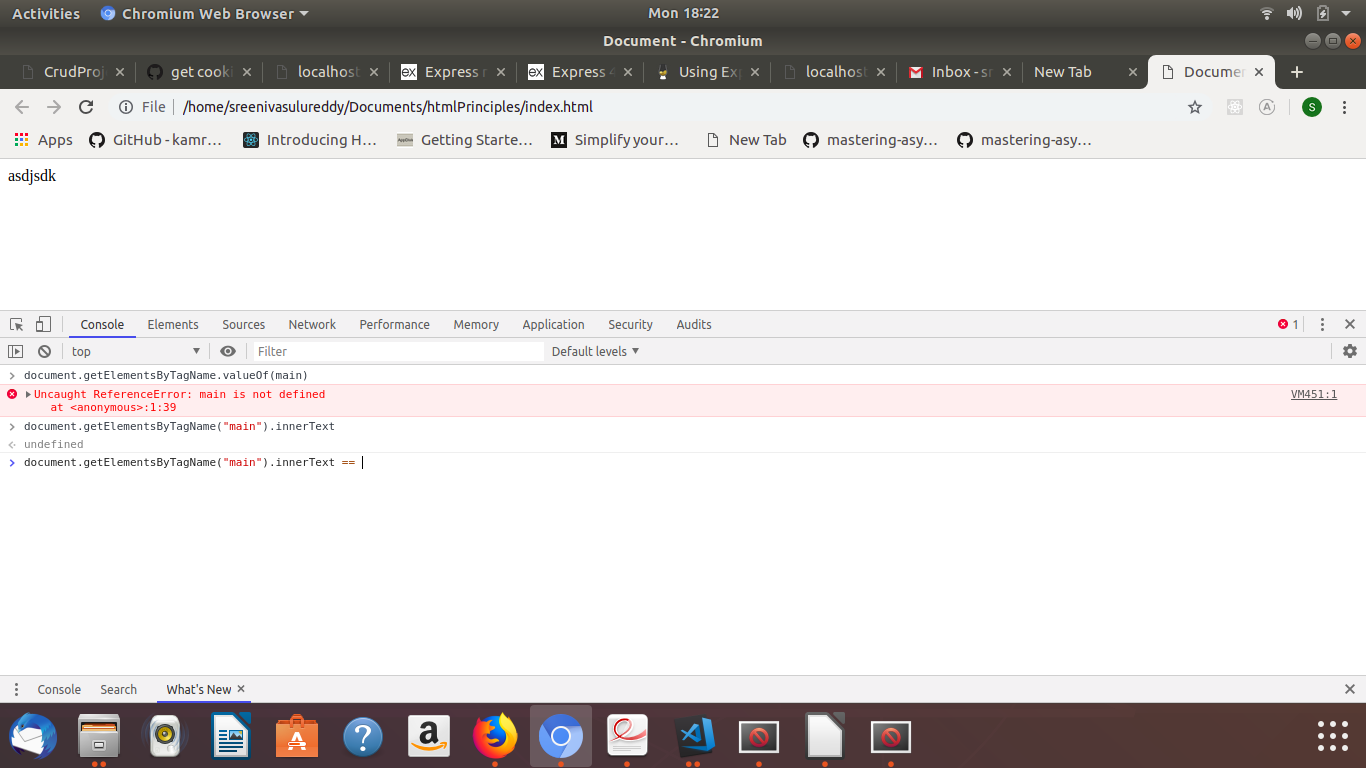 Activities Chromium Web Browser Mon 18:22
Document - Chromium
CrudProj get cooki localhost Express r Express 4 Using Exp localhost Inbox - sr New Tab Documen
File /home/sreenivasulureddy/Documents/htmlPrinciples/index.html S
Apps GitHub - kamr… Introducing H… Getting Starte… Simplify your… New Tab mastering-asy… mastering-asy…
asdjsdk
Console Elements Sources Network Performance Memory Application Security Audits 1
top Filter Default levels
document.getElementsByTagName.valueOf(main)
Uncaught ReferenceError: main is not defined VM451:1
at <anonymous>:1:39
document.getElementsByTagName("main").innerText
undefined
document.getElementsByTagName("main").innerText ==
Console Search What's New